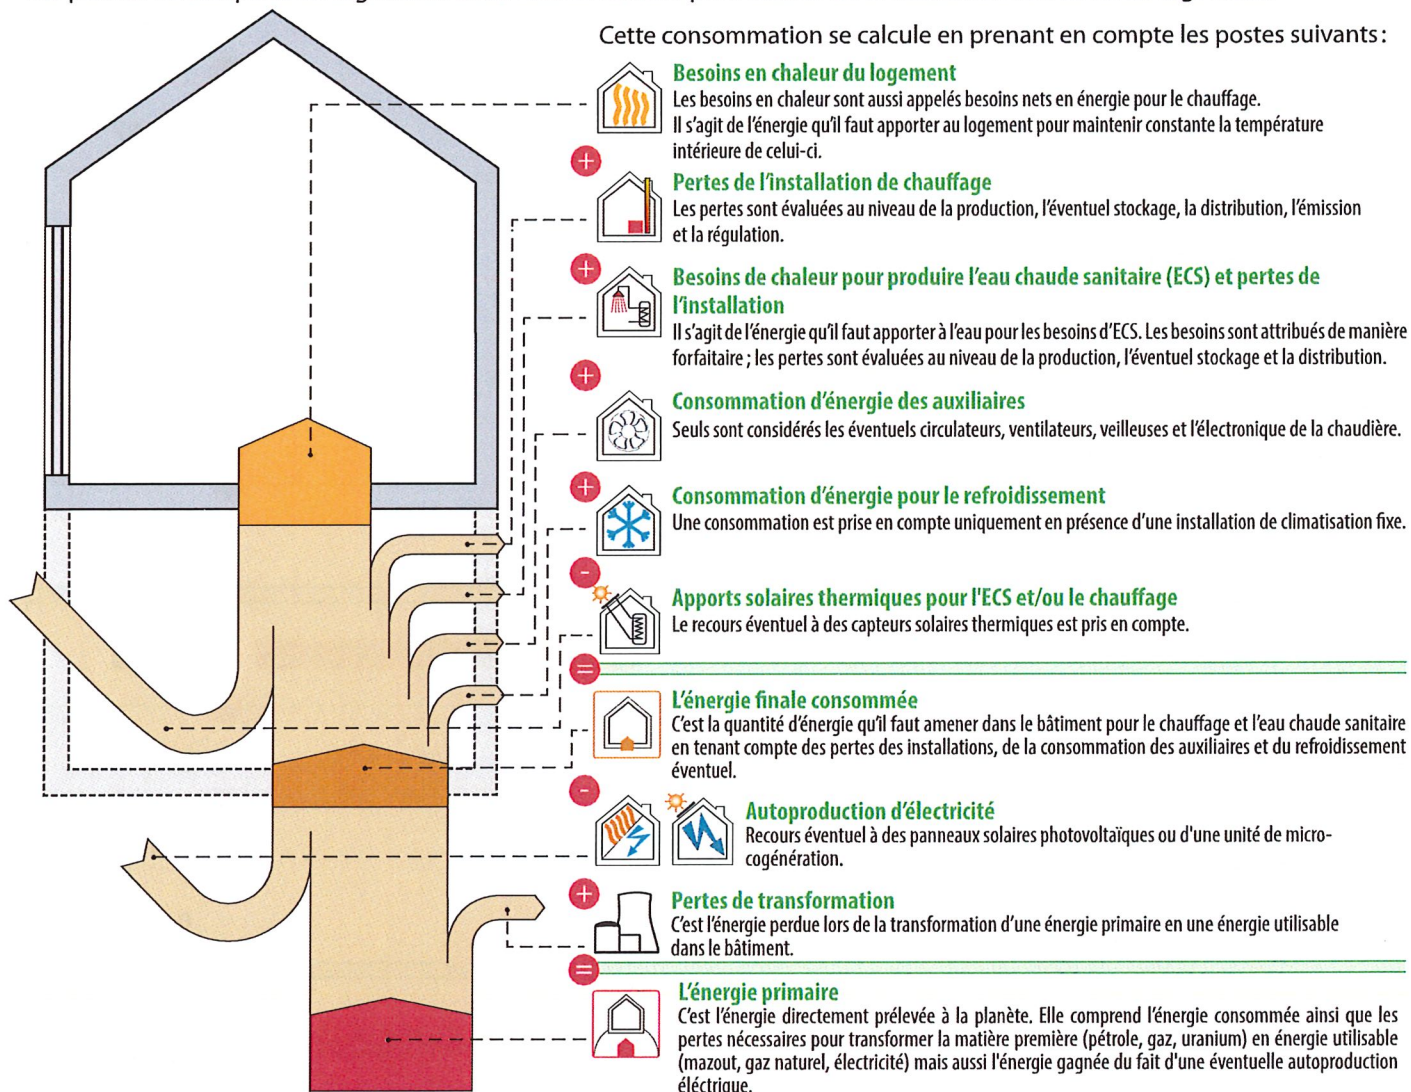 Cette consommation se calcule en prenant en compte les postes suivants :
Besoins en chaleur du logement
Les besoins en chaleur sont aussi appelés besoins nets en énergie pour le chauffage.
Il s'agit de l'énergie qu'il faut apporter au logement pour maintenir constante la température
intérieure de celui-ci.
+
Pertes de l'installation de chauffage
Les pertes sont évaluées au niveau de la production, l'éventuel stockage, la distribution, l'émission
et la régulation.
+
Besoins de chaleur pour produire l'eau chaude sanitaire (ECS) et pertes de
l'installation
Il s'agit de l'énergie qu'il faut apporter à l'eau pour les besoins d'ECS. Les besoins sont attribués de manière
forfaitaire ; les pertes sont évaluées au niveau de la production, l'éventuel stockage et la distribution.
+
Consommation d'énergie des auxiliaires
Seuls sont considérés les éventuels circulateurs, ventilateurs, veilleuses et l'électronique de la chaudière.
+
Consommation d'énergie pour le refroidissement
Une consommation est prise en compte uniquement en présence d'une installation de climatisation fixe.
-
Apports solaires thermiques pour l'ECS et/ou le chauffage
Le recours éventuel à des capteurs solaires thermiques est pris en compte.
=
L'énergie finale consommée
C'est la quantité d'énergie qu'il faut amener dans le bâtiment pour le chauffage et l'eau chaude sanitaire
en tenant compte des pertes des installations, de la consommation des auxiliaires et du refroidissement
éventuel.
-
Autoproduction d'électricité
Recours éventuel à des panneaux solaires photovoltaïques ou d'une unité de micro-
cogénération.
+
Pertes de transformation
C'est l'énergie perdue lors de la transformation d'une énergie primaire en une énergie utilisable
dans le bâtiment.
=
L'énergie primaire
C'est l'énergie directement prélevée à la planète. Elle comprend l'énergie consommée ainsi que les
pertes nécessaires pour transformer la matière première (pétrole, gaz, uranium) en énergie utilisable
(mazout, gaz naturel, électricité) mais aussi l'énergie gagnée du fait d'une éventuelle autoproduction
éléctrique.